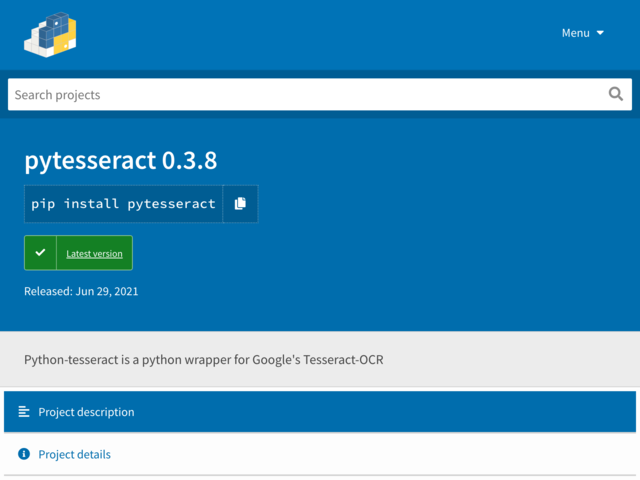 Menu
Search projects
pytesseract 0.3.8
pip install pytesseract
Latest version
Released: Jun 29, 2021
Python-tesseract is a python wrapper for Google's Tesseract-OCR
Project description
Project details